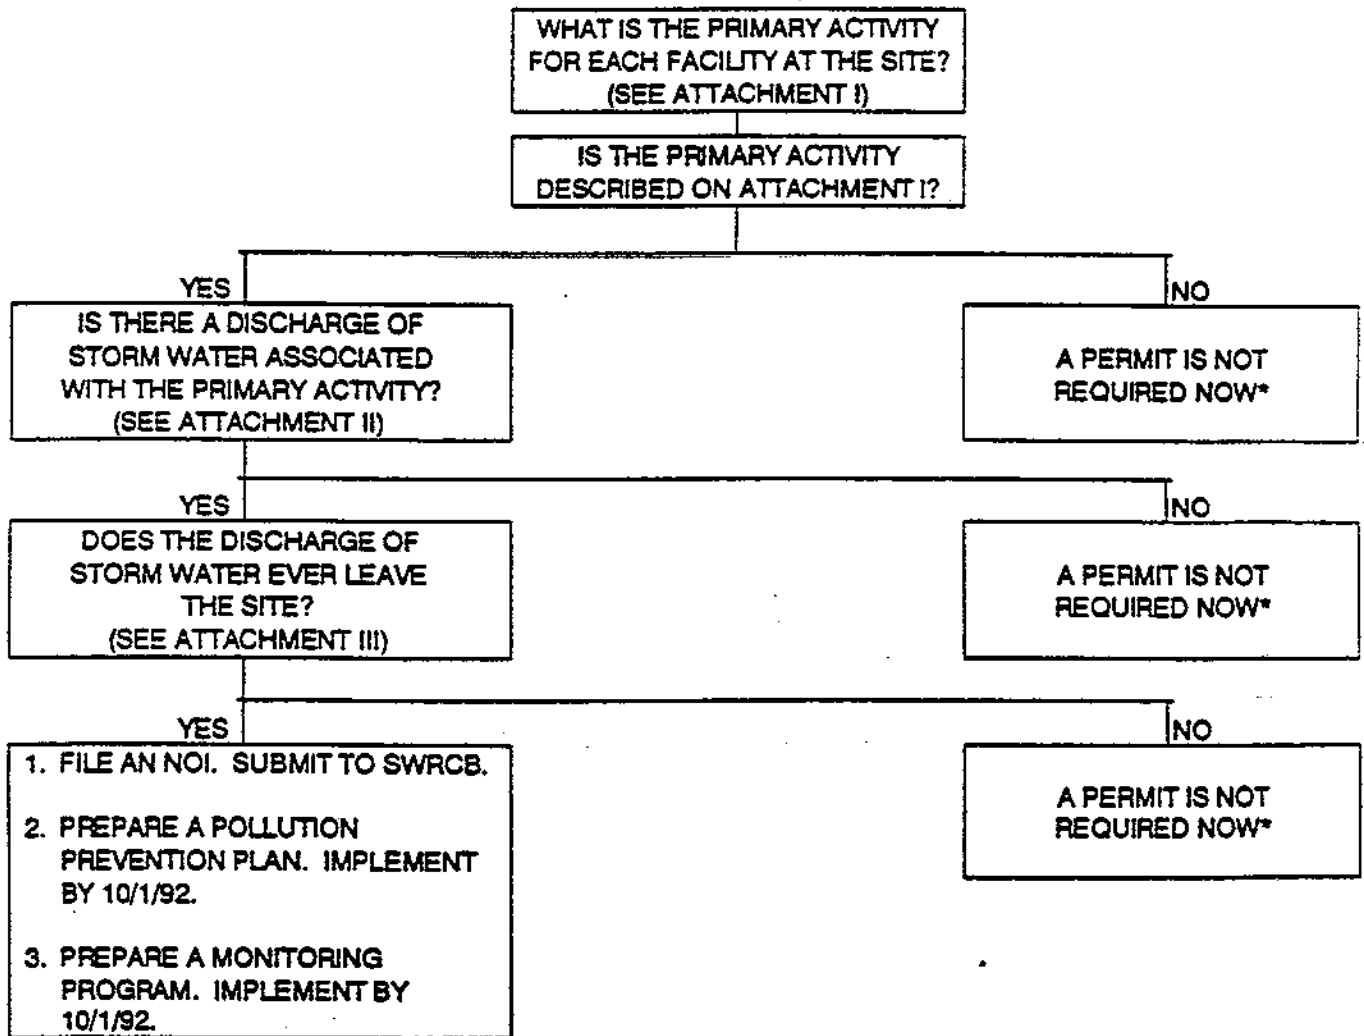 WHAT IS THE PRIMARY ACTIVITY
FOR EACH FACILITY AT THE SITE?
(SEE ATTACHMENT I)
IS THE PRIMARY ACTIVITY
DESCRIBED ON ATTACHMENT I?
YES
NO
IS THERE A DISCHARGE OF
STORM WATER ASSOCIATED
WITH THE PRIMARY ACTIVITY?
(SEE ATTACHMENT II)
A PERMIT IS NOT
REQUIRED NOW*
YES
NO
DOES THE DISCHARGE OF
STORM WATER EVER LEAVE
THE SITE?
(SEE ATTACHMENT III)
A PERMIT IS NOT
REQUIRED NOW*
YES
NO
1. FILE AN NOI. SUBMIT TO SWRCB.
2. PREPARE A POLLUTION
PREVENTION PLAN. IMPLEMENT
BY 10/1/92.
3. PREPARE A MONITORING
PROGRAM. IMPLEMENT BY
10/1/92.
A PERMIT IS NOT
REQUIRED NOW*